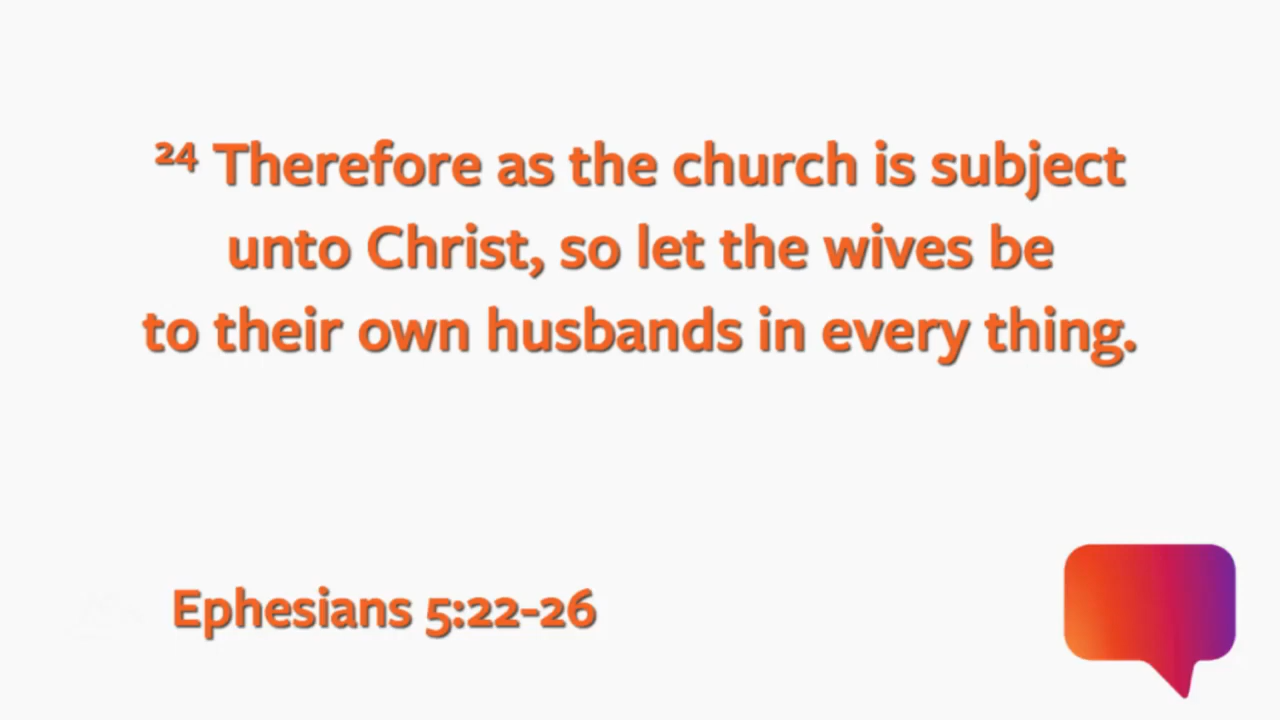 24 Therefore as the church is subject
unto Christ, so let the wives be
to their own husbands in every thing.
Ephesians 5:22-26